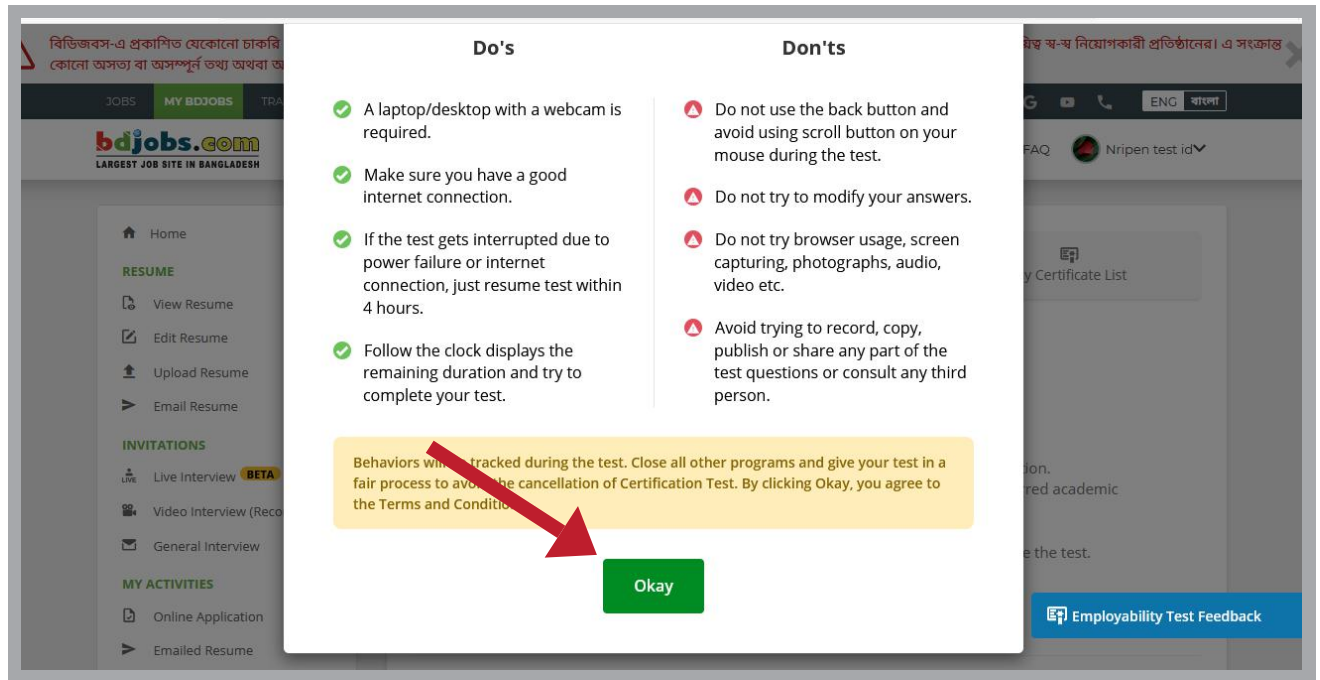 বিডিজবস-এ প্রকাশিত যেকোনো চাকরি
স্ব-স্ব নিয়োগকারী প্রতিষ্ঠানের। এ সংক্রান্ত
কোনো অসত্য বা অসম্পূর্ন তথ্য অথবা
JOBS MY BDJOBS TRA
ENG বাংলা
bdjobs.com
LARGEST JOB SITE IN BANGLADESH
FAQ Nripen test id
Home
RESUME
View Resume
Edit Resume
Upload Resume
Email Resume
INVITATIONS
LIVE Live Interview BETA
Video Interview (Reco
General Interview
MY ACTIVITIES
Online Application
Emailed Resume
Do's
A laptop/desktop with a webcam is
required.
Make sure you have a good
internet connection.
If the test gets interrupted due to
power failure or internet
connection, just resume test within
4 hours.
Follow the clock displays the
remaining duration and try to
complete your test.
Don'ts
Do not use the back button and
avoid using scroll button on your
mouse during the test.
Do not try to modify your answers.
Do not try browser usage, screen
capturing, photographs, audio,
video etc.
Avoid trying to record, copy,
publish or share any part of the
test questions or consult any third
person.
Behaviors tracked during the test. Close all other programs and give your test in a
fair process to the cancellation of Certification Test. By clicking Okay, you agree to
the Terms and
Okay
y Certificate List
ion.
red academic
e the test.
Employability Test Feedback